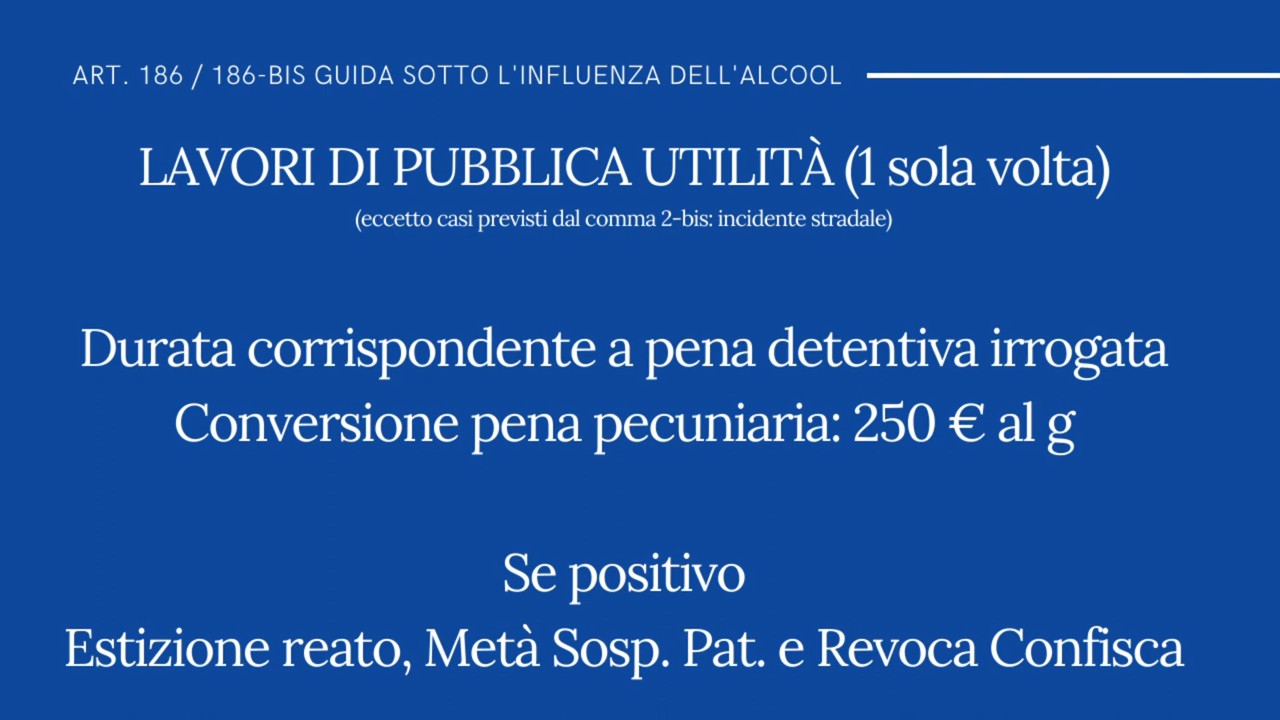 ART. 186 / 186-BIS GUIDA SOTTO L'INFLUENZA DELL'ALCOOL
LAVORI DI PUBBLICA UTILITÀ (1 sola volta)
(eccetto casi previsti dal comma 2-bis: incidente stradale)
Durata corrispondente a pena detentiva irrogata
Conversione pena pecuniaria: 250 € al g
Se positivo
Estizione reato, Metà Sosp. Pat. e Revoca Confisca